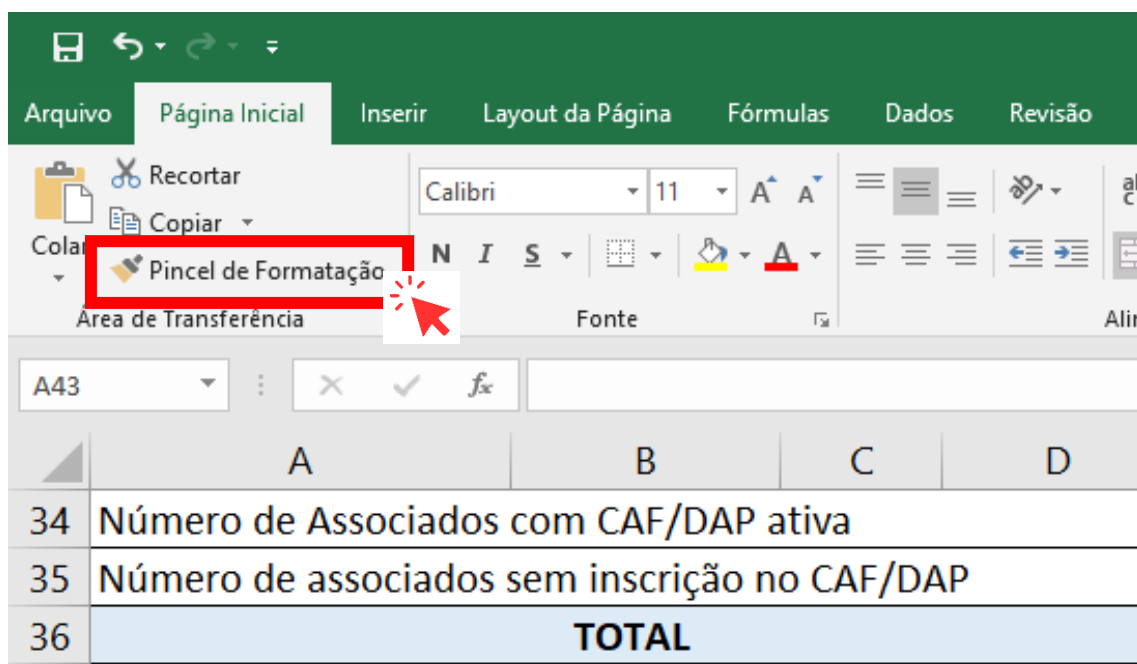 Arquivo Página Inicial Inserir Layout da Página Fórmulas Dados Revisão
Recortar
Copiar
Colar
Pincel de Formatação
Área de Transferência
Calibri 11 A A
N I S A
Fonte
A43 fx
A B C D
34 Número de Associados com CAF/DAP ativa
35 Número de associados sem inscrição no CAF/DAP
36 TOTAL